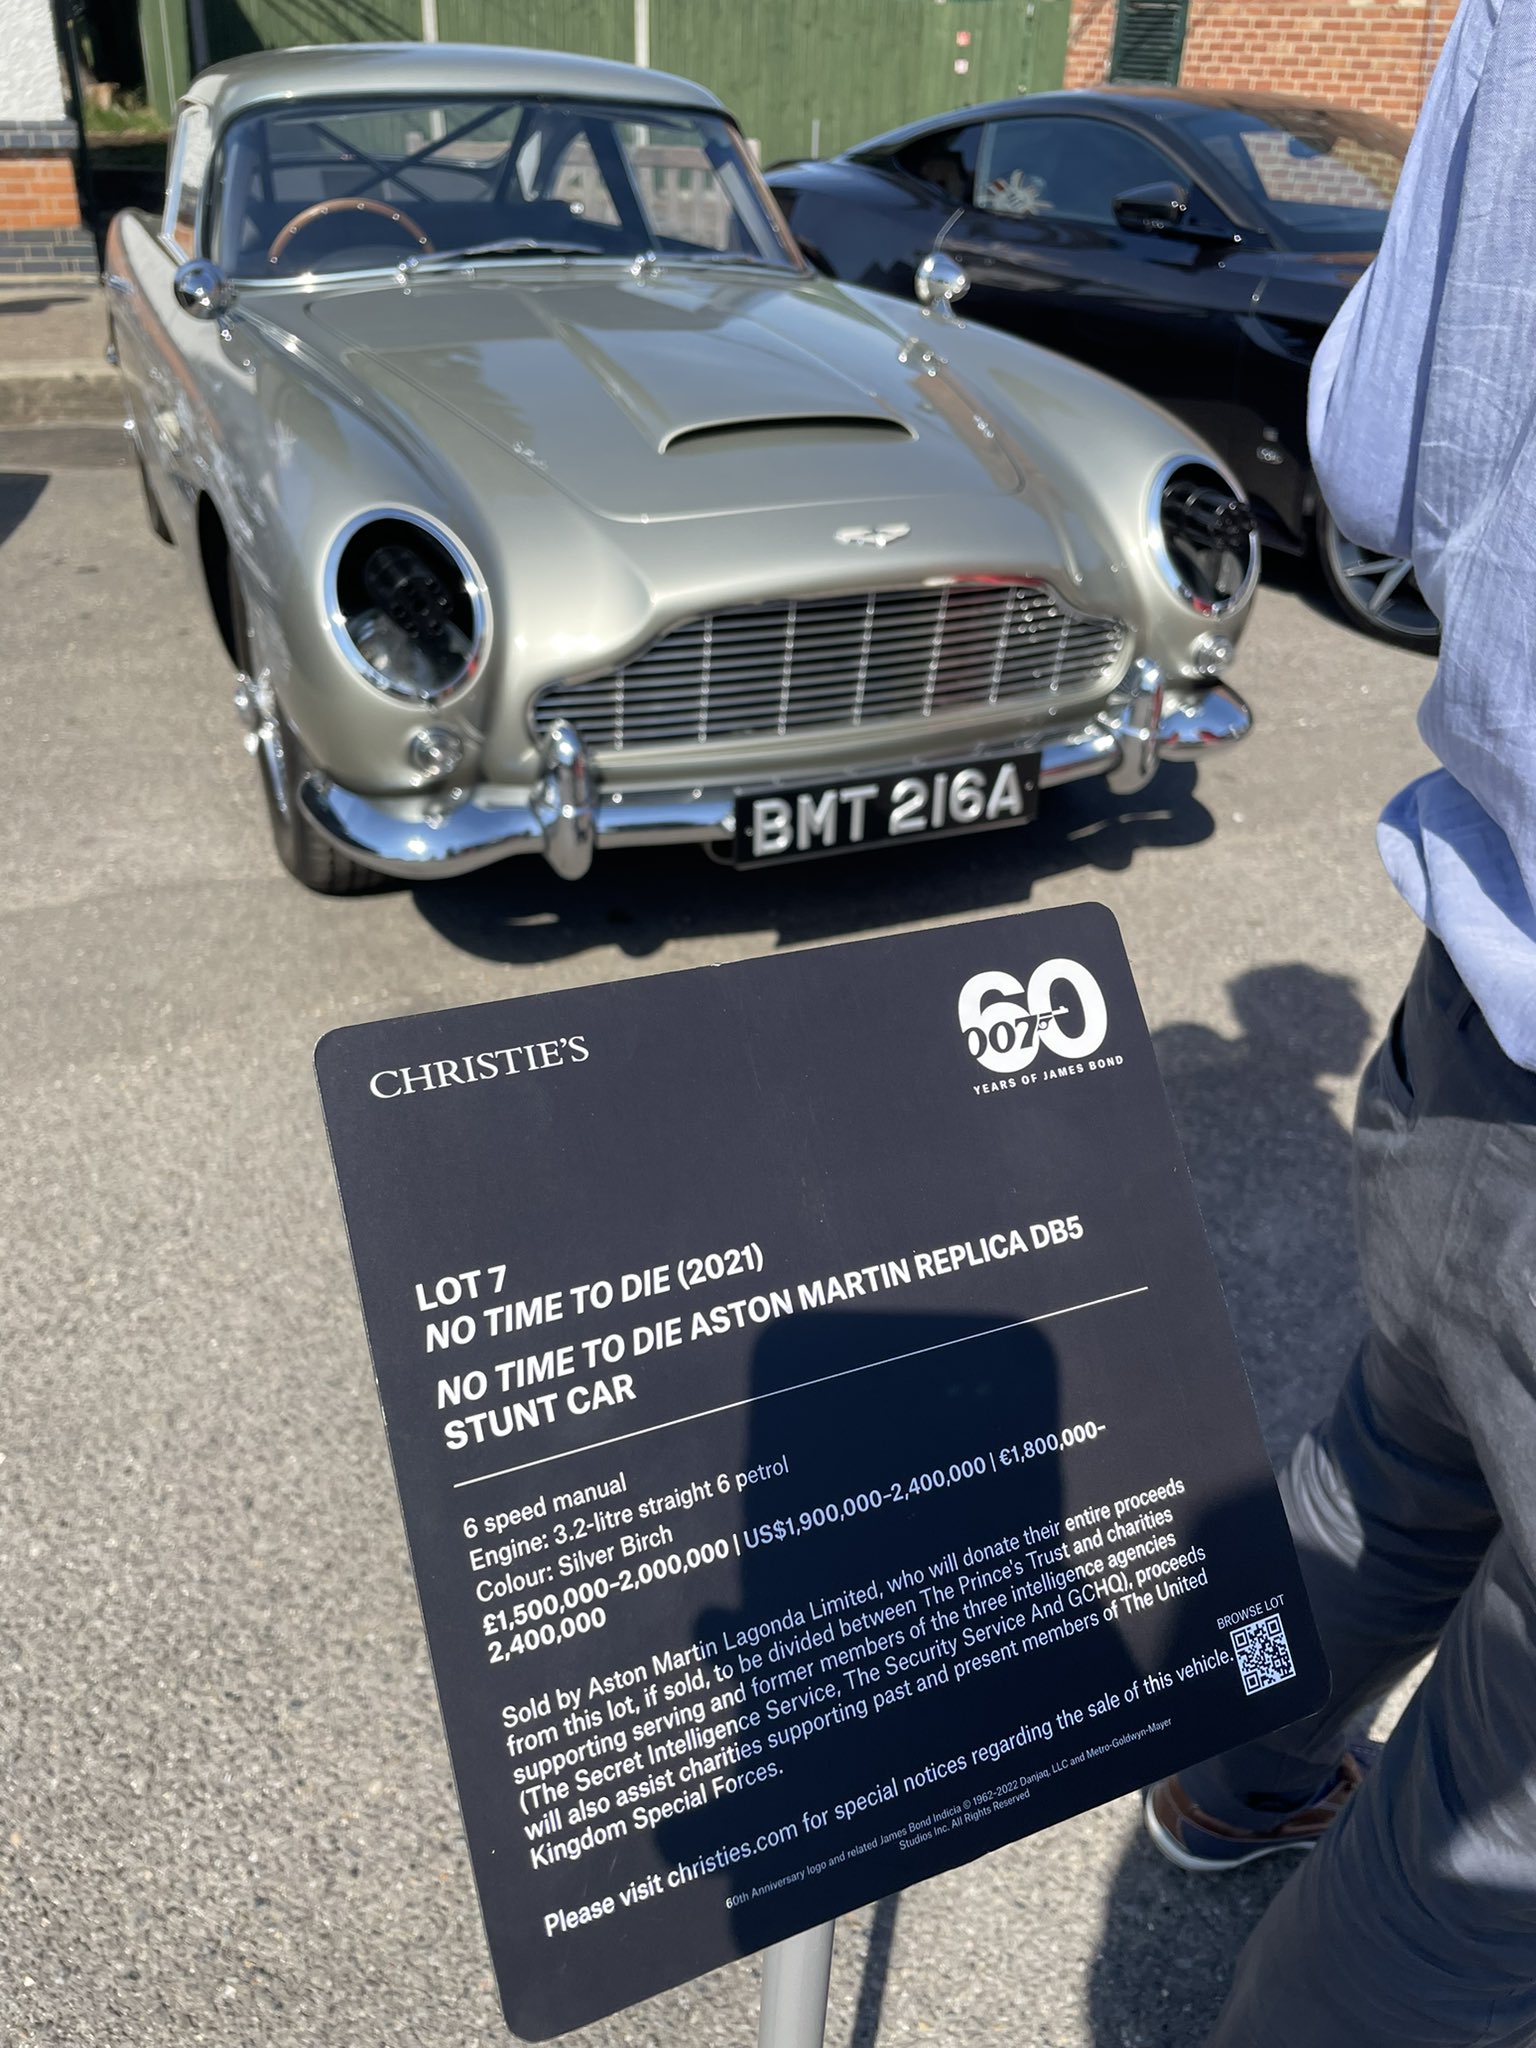 BMT 216A
CHRISTIE'S
60
007
YEARS OF JAMES BOND
LOT 7
NO TIME TO DIE (2021)
NO TIME TO DIE ASTON MARTIN REPLICA DB5
STUNT CAR
6 speed manual
Engine: 3.2-litre straight 6 petrol
Colour: Silver Birch
£1,500,000-2,000,000 | US$1,900,000-2,400,000 | €1,800,000-
2,400,000
Sold by Aston Martin Lagonda Limited, who will donate their entire proceeds
from this lot, if sold, to be divided between The Prince's Trust and charities
supporting serving and former members of the three intelligence agencies
(The Secret Intelligence Service, The Security Service And GCHQ), proceeds
will also assist charities supporting past and present members of The United
Kingdom Special Forces.
BROWSE LOT
Please visit christies.com for special notices regarding the sale of this vehicle.
60th Anniversary logo and related James Bond Indicia © 1962-2022 Danjaq, LLC and Metro-Goldwyn-Mayer
Studios Inc. All Rights Reserved